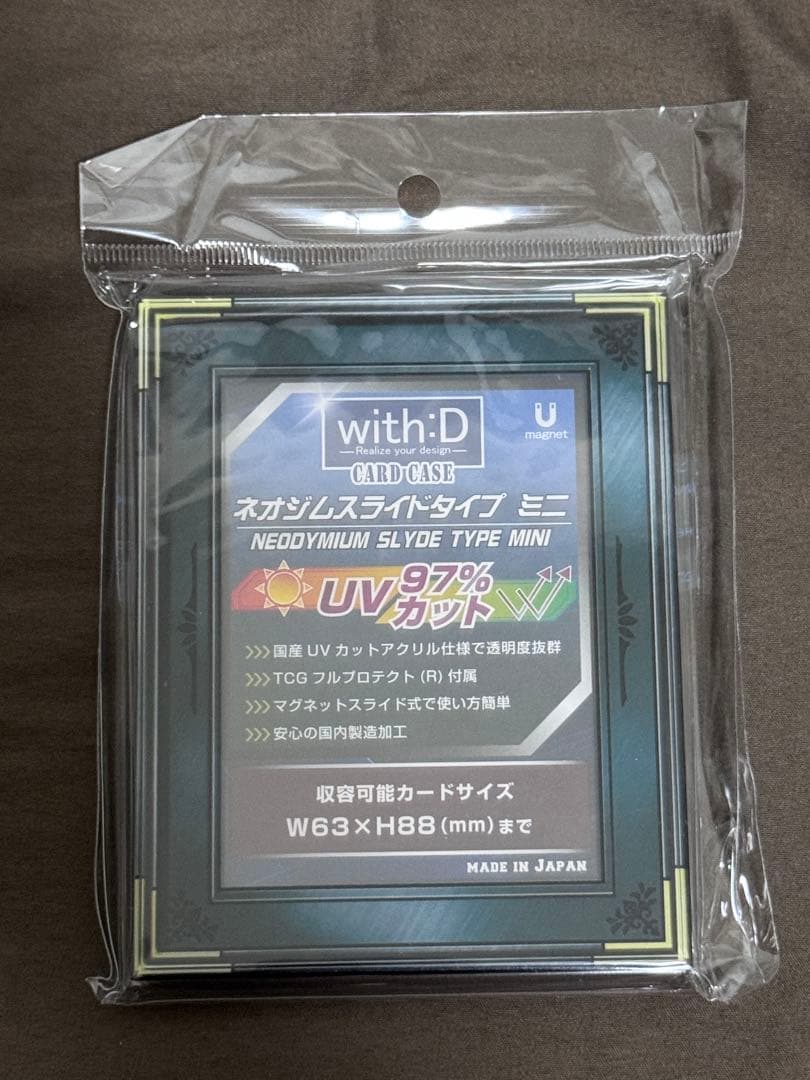 with:D
Realize your design
CARD CASE
magnet
ネオジムスライドタイプ ミニ
NEODYMIUM SLYDE TYPE MINI
UV 97%カット
>>>国産UVカットアクリル仕様で透明度抜群
>>>TCGフルプロテクト(R)付属
>>>マグネットスライド式で使い方簡単
>>>安心の国内製造加工
収容可能カードサイズ
W63×H88(mm)まで
MADE IN JAPAN